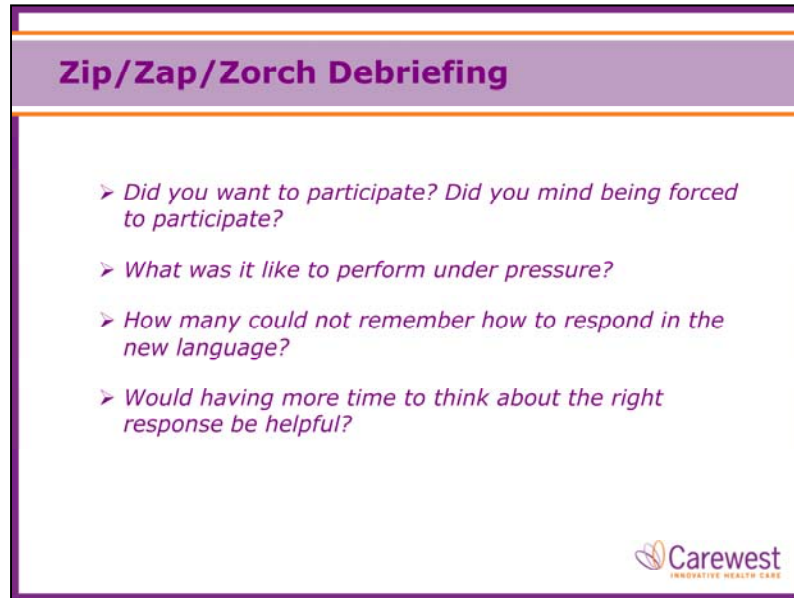 Zip/Zap/Zorch Debriefing
➢ Did you want to participate? Did you mind being forced
to participate?
➢ What was it like to perform under pressure?
➢ How many could not remember how to respond in the
new language?
➢ Would having more time to think about the right
response be helpful?
Carewest
INNOVATIVE HEALTH CARE